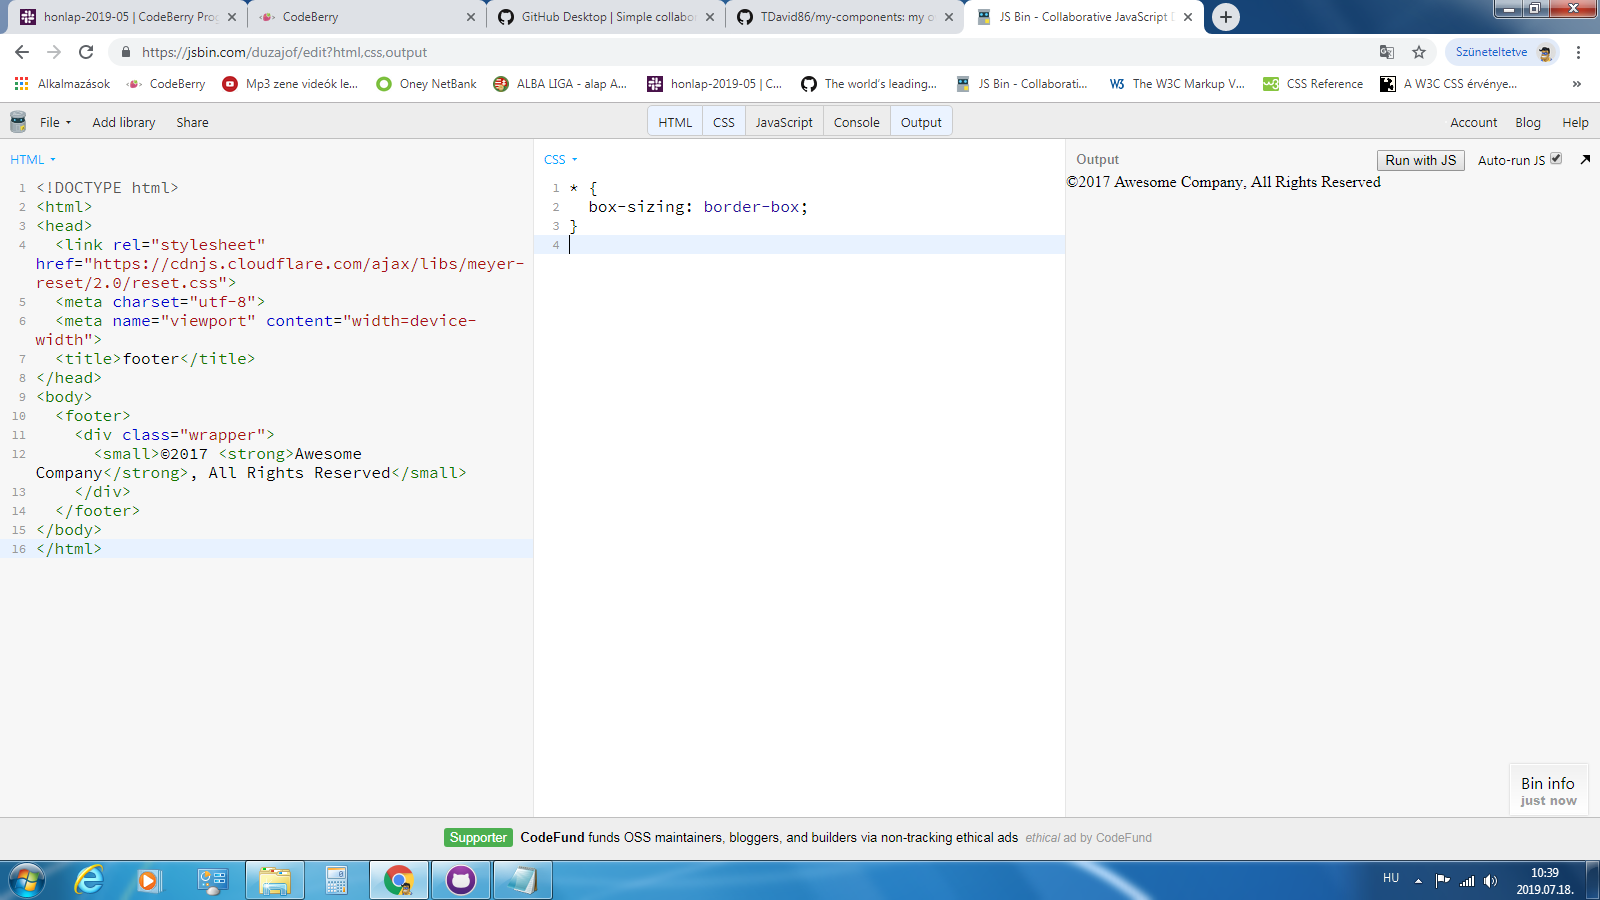 honlap-2019-05 | CodeBerry Prog
CodeBerry
GitHub Desktop | Simple collabo
TDavid86/my-components: my o
JS Bin - Collaborative JavaScript D
https://jsbin.com/duzajof/edit?html,css,output
Szüneteltetve
Alkalmazások
CodeBerry
Mp3 zene videók le...
Oney NetBank
ALBA LIGA - alap A...
honlap-2019-05 | C...
The world's leading...
JS Bin - Collaborati...
The W3C Markup V...
CSS Reference
A W3C CSS érvénye...
»
File
Add library
Share
HTML
CSS
JavaScript
Console
Output
Account
Blog
Help
HTML
1 <!DOCTYPE html>
2 <html>
3 <head>
4 <link rel="stylesheet"
href="https://cdnjs.cloudflare.com/ajax/libs/meyer-
reset/2.0/reset.css">
5 <meta charset="utf-8">
6 <meta name="viewport" content="width=device-
width">
7 <title>footer</title>
8 </head>
9 <body>
10 <footer>
11 <div class="wrapper">
12 <small>©2017 <strong>Awesome
Company</strong>, All Rights Reserved</small>
13 </div>
14 </footer>
15 </body>
16 </html>
CSS
1 * {
2 box-sizing: border-box;
3 }
4
Output
Run with JS
Auto-run JS
©2017 Awesome Company, All Rights Reserved
Bin info
just now
Supporter CodeFund funds OSS maintainers, bloggers, and builders via non-tracking ethical ads ethical ad by CodeFund
HU
10:39
2019.07.18.